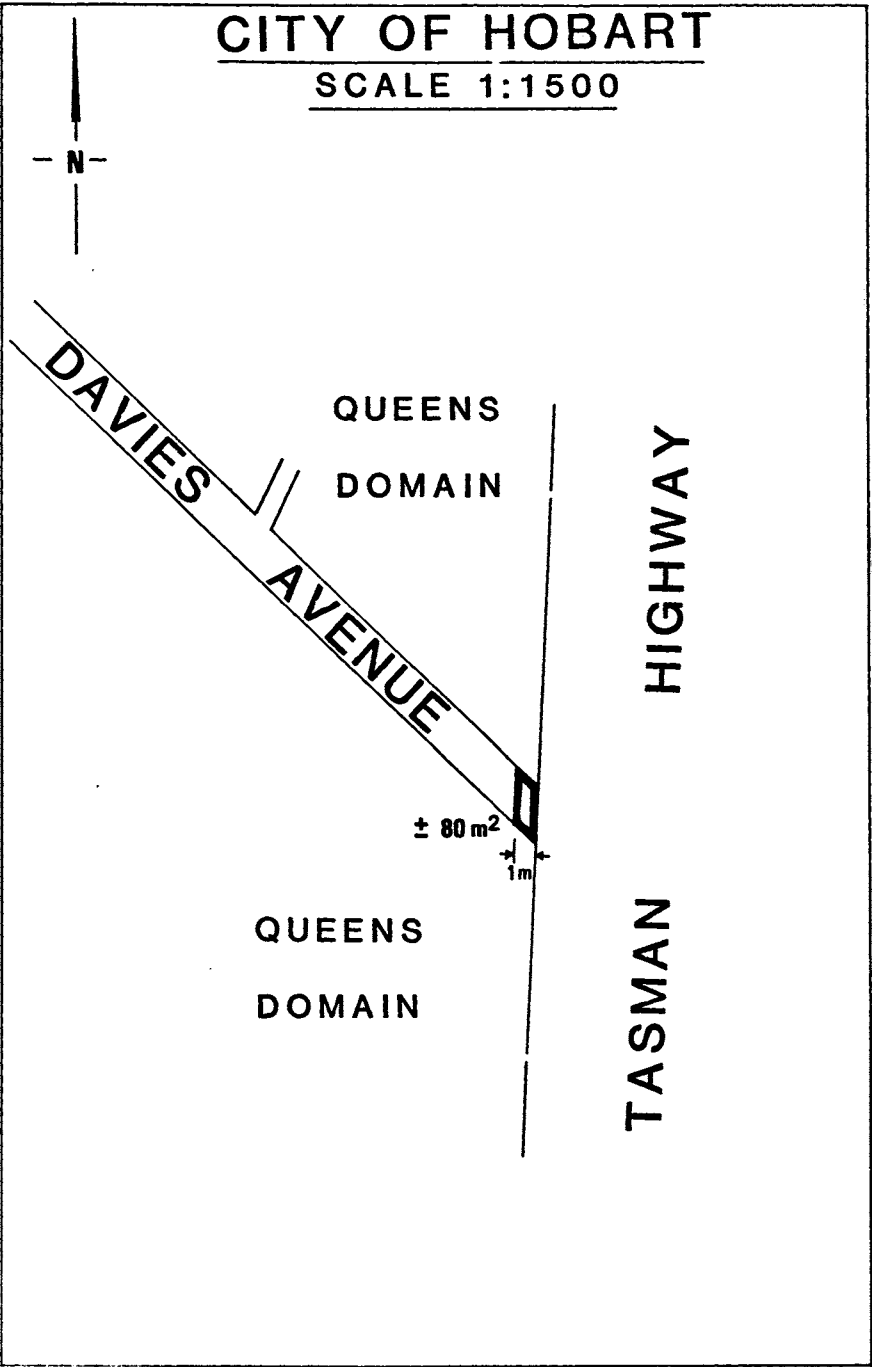 CITY OF HOBART
SCALE 1:1500
- N -
DAVIES AVENUE
QUEENS
DOMAIN
TASMAN HIGHWAY
± 80 m²
1m
QUEENS
DOMAIN